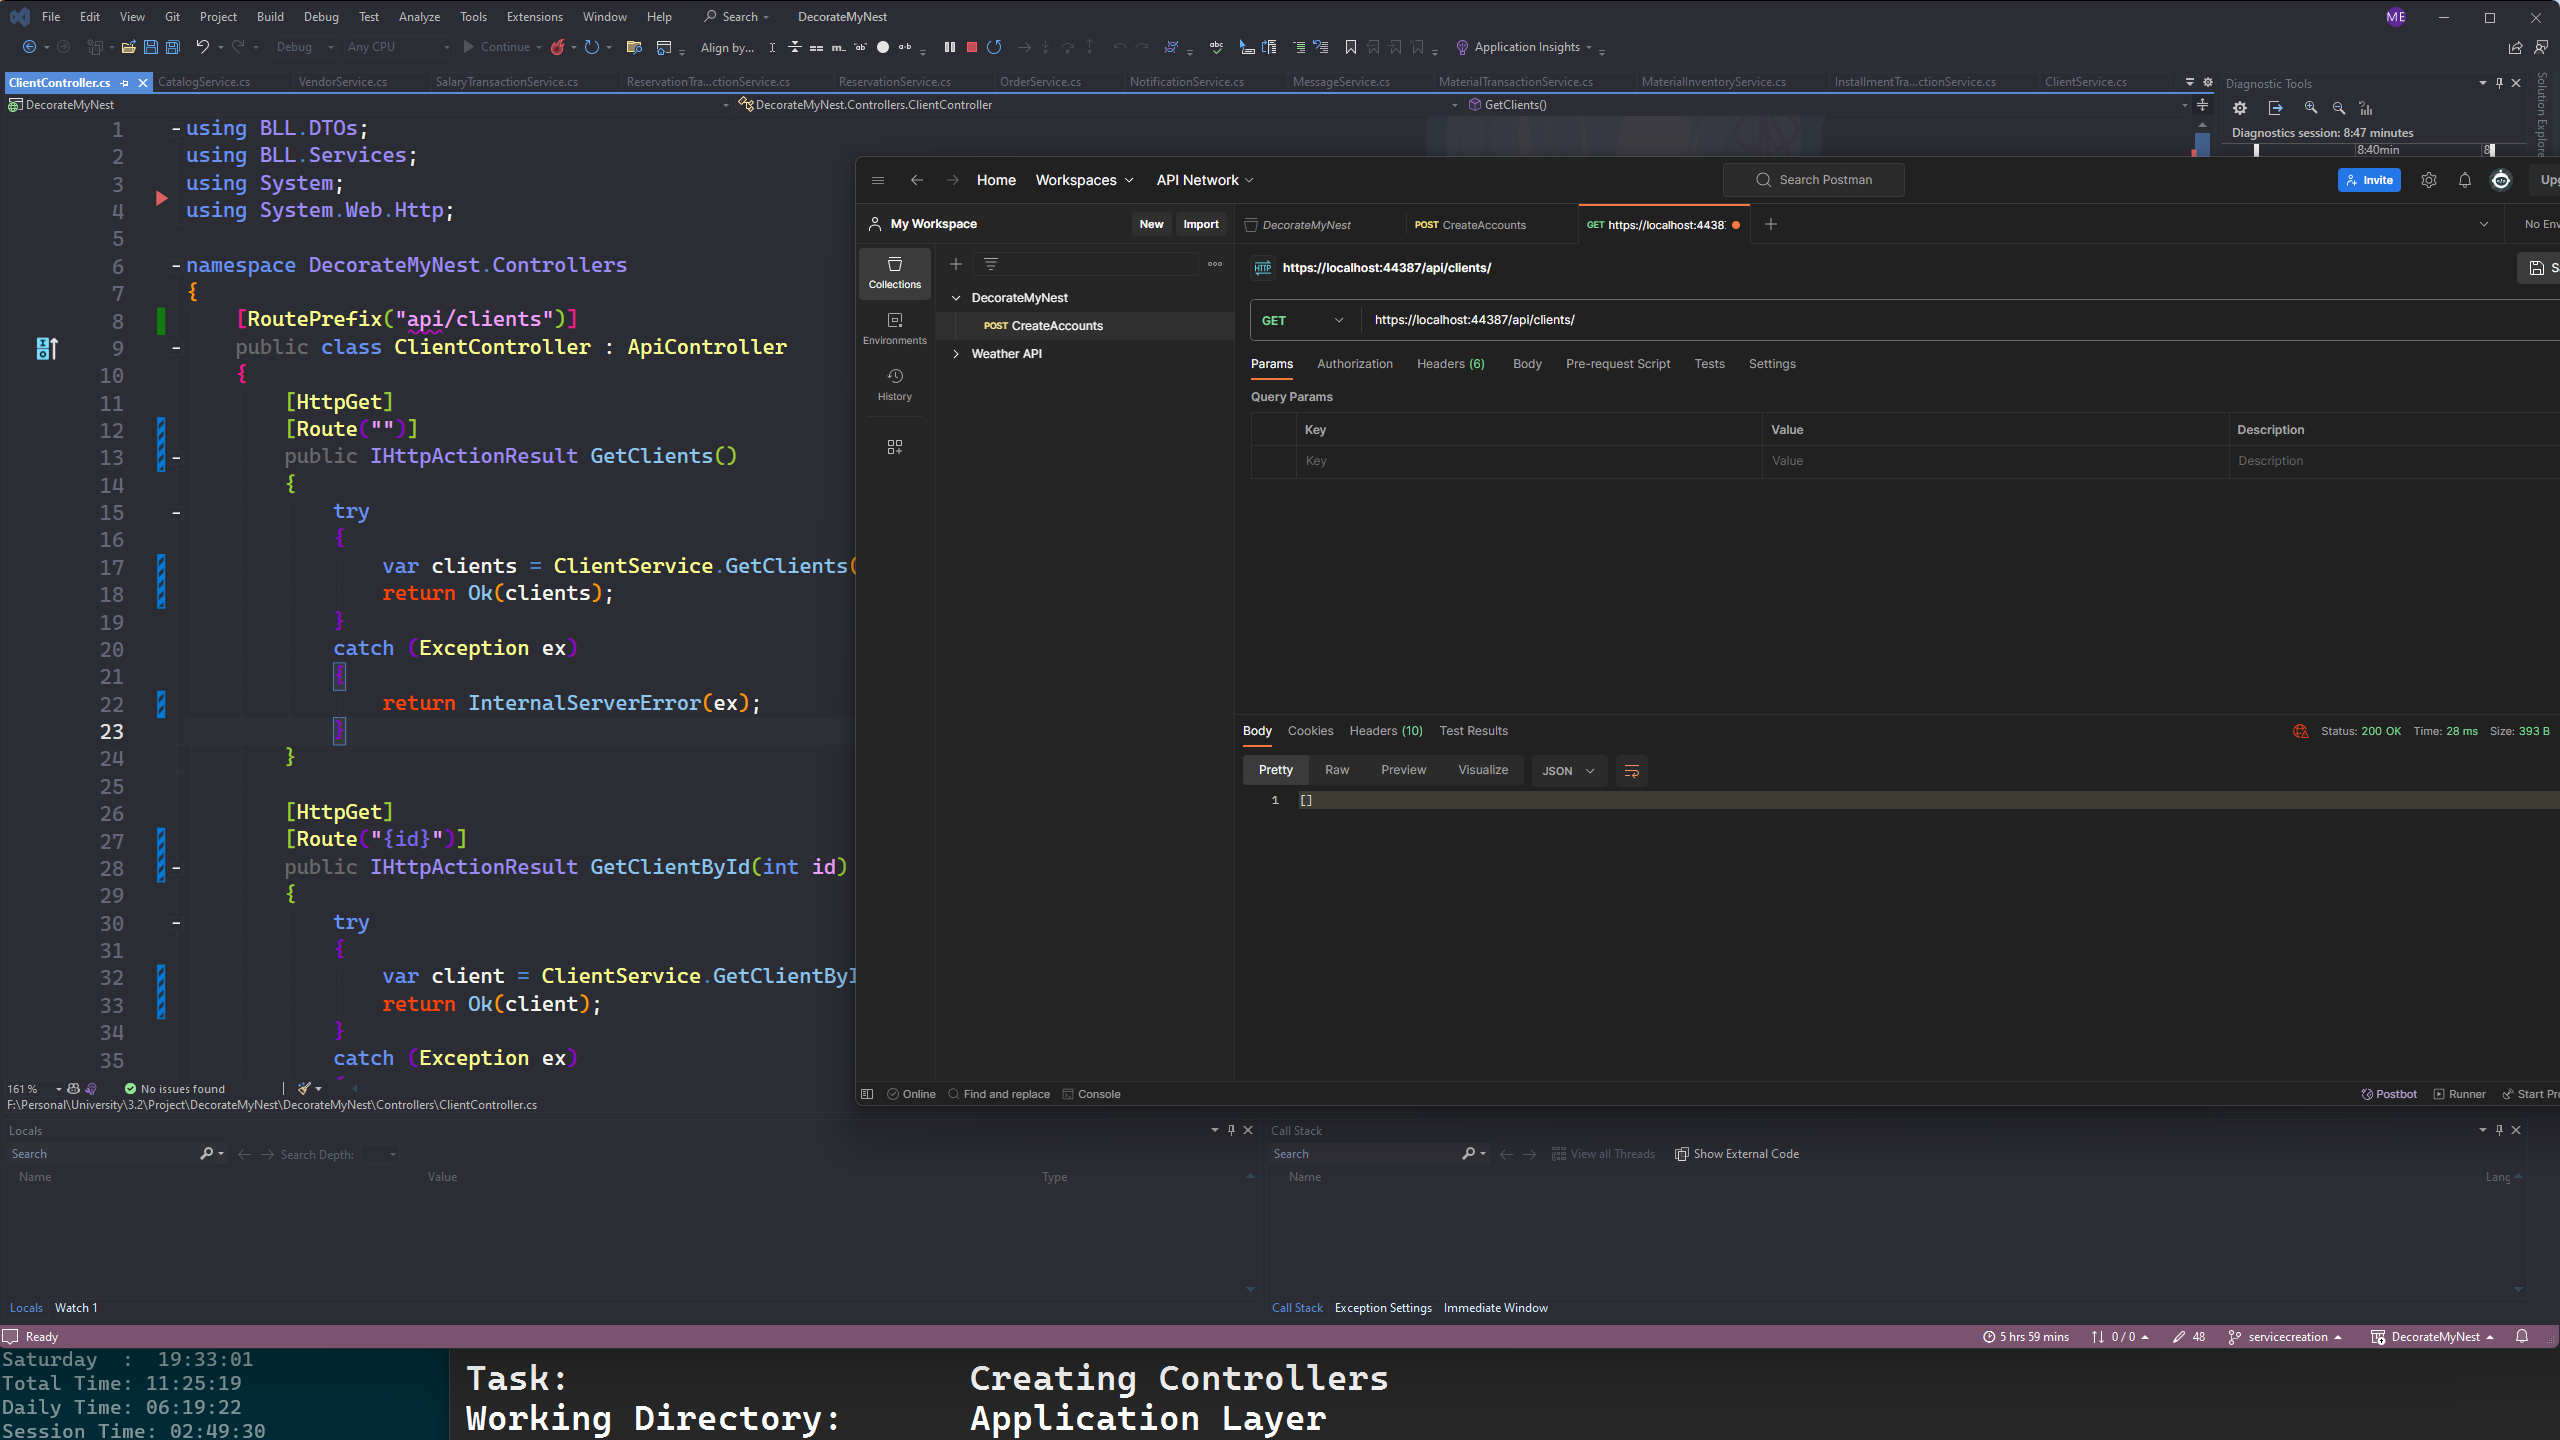 File Edit View Git Project Build Debug Test Analyze Tools Extensions Window Help Search DecorateMyNest ME
Debug Any CPU Continue Align by... Application Insights
ClientController.cs CatalogService.cs VendorService.cs SalaryTransactionService.cs ReservationTra...ctionService.cs ReservationService.cs OrderService.cs NotificationService.cs MessageService.cs MaterialTransactionService.cs MaterialInventoryService.cs InstallmentTra...ctionService.cs ClientService.cs
DecorateMyNest DecorateMyNest.Controllers.ClientController GetClients()
Diagnostic Tools
Diagnostics session: 8:47 minutes
8:40min
Solution Explore
1 using BLL.DTOs;
2 using BLL.Services;
3 using System;
4 using System.Web.Http;
5
6 namespace DecorateMyNest.Controllers
7 {
8 [RoutePrefix("api/clients")]
9 public class ClientController : ApiController
10 {
11 [HttpGet]
12 [Route("")]
13 public IHttpActionResult GetClients()
14 {
15 try
16 {
17 var clients = ClientService.GetClients(
18 return Ok(clients);
19 }
20 catch (Exception ex)
21 {
22 return InternalServerError(ex);
23 }
24 }
25
26 [HttpGet]
27 [Route("{id}")]
28 public IHttpActionResult GetClientById(int id)
29 {
30 try
31 {
32 var client = ClientService.GetClientByI
33 return Ok(client);
34 }
35 catch (Exception ex)
161 % No issues found
F:\Personal\University\3.2\Project\DecorateMyNest\DecorateMyNest\Controllers\ClientController.cs
Home Workspaces API Network Search Postman Invite Upg
My Workspace New Import
DecorateMyNest POST CreateAccounts GET https://localhost:4438 No Env
Collections
Environments
History
DecorateMyNest
POST CreateAccounts
Weather API
HTTP https://localhost:44387/api/clients/ S
GET https://localhost:44387/api/clients/
Params Authorization Headers (6) Body Pre-request Script Tests Settings
Query Params
Key Value Description
Key Value Description
Body Cookies Headers (10) Test Results Status: 200 OK Time: 28 ms Size: 393 B
Pretty Raw Preview Visualize JSON
1 []
Online Find and replace Console Postbot Runner Start Pr
Locals
Search Search Depth:
Name Value Type
Locals Watch 1
Call Stack
Search View all Threads Show External Code
Name Lang
Call Stack Exception Settings Immediate Window
Ready 5 hrs 59 mins 0 / 0 48 servicecreation DecorateMyNest
Saturday : 19:33:01
Total Time: 11:25:19
Daily Time: 06:19:22
Session Time: 02:49:30
Task: Creating Controllers
Working Directory: Application Layer